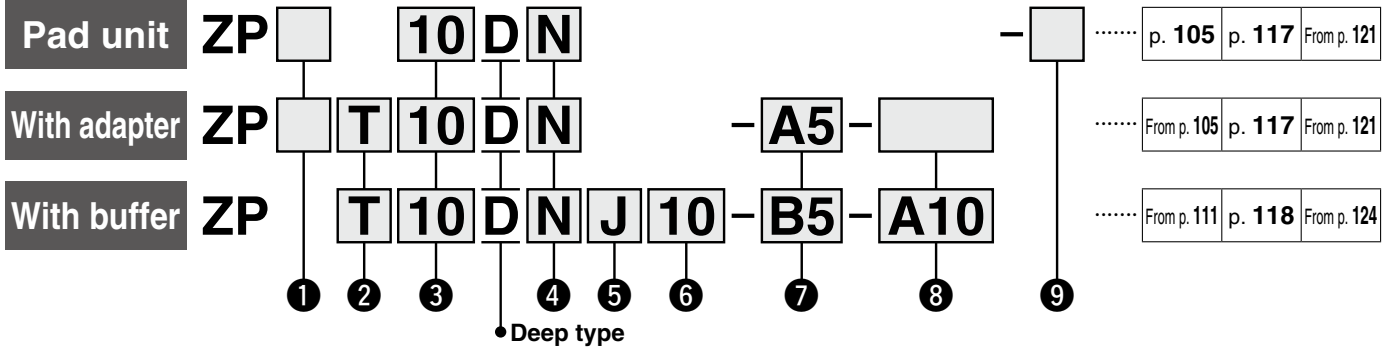 Pad unit ZP 10 D N – ······· p. 105 p. 117 From p. 121
With adapter ZP T 10 D N – A5 – ······· From p. 105 p. 117 From p. 121
With buffer ZP T 10 D N J 10 – B5 – A10 ······· From p. 111 p. 118 From p. 124
❶ ❷ ❸ ❹ ❺ ❻ ❼ ❽ ❾
Deep type